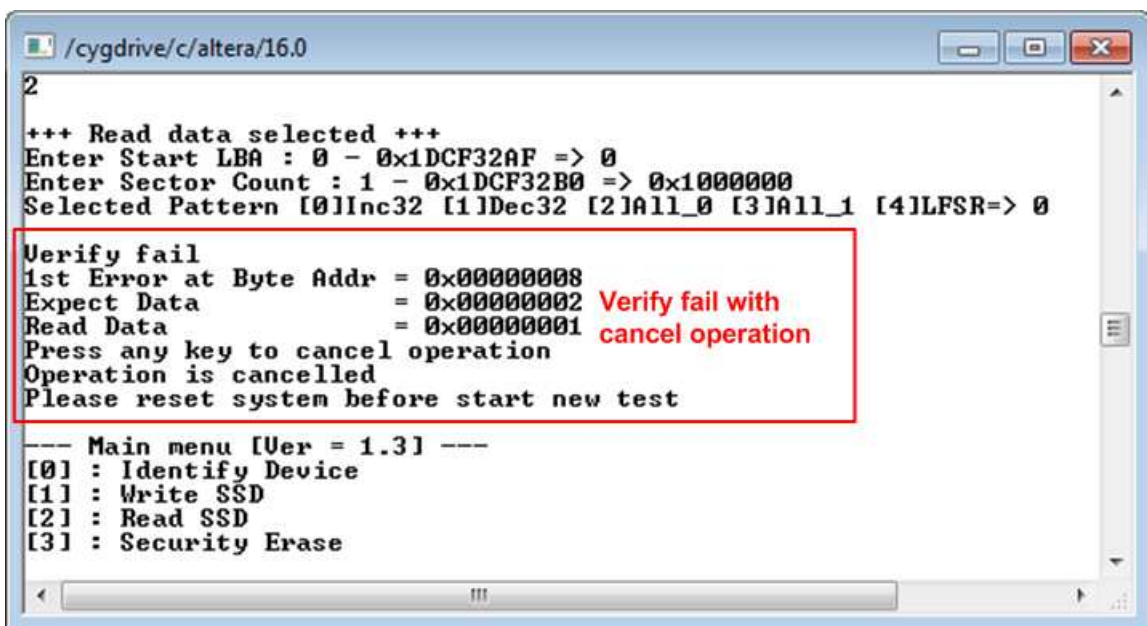 /cygdrive/c/altera/16.0
2
+++ Read data selected +++
Enter Start LBA : 0 - 0x1DCF32AF => 0
Enter Sector Count : 1 - 0x1DCF32B0 => 0x1000000
Selected Pattern [0]Inc32 [1]Dec32 [2]All_0 [3]All_1 [4]LFSR=> 0
Verify fail
1st Error at Byte Addr = 0x00000008
Expect Data = 0x00000002
Read Data = 0x00000001
Verify fail with
cancel operation
Press any key to cancel operation
Operation is cancelled
Please reset system before start new test
--- Main menu [Ver = 1.3] ---
[0] : Identify Device
[1] : Write SSD
[2] : Read SSD
[3] : Security Erase